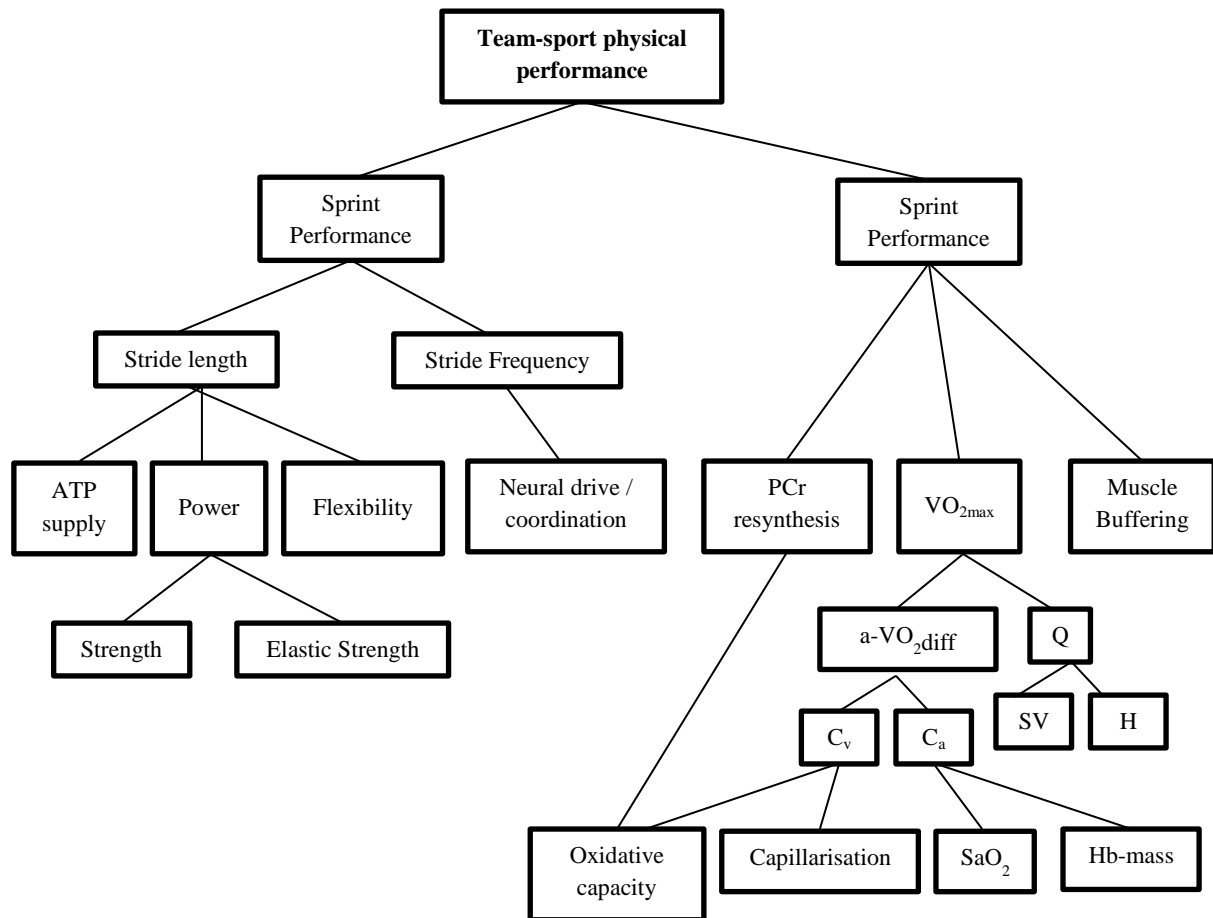 Team-sport physical
performance
Sprint
Performance
Sprint
Performance
Stride length
Stride Frequency
ATP
supply
Power
Flexibility
Neural drive /
coordination
PCr
resynthesis
VO₂max
Muscle
Buffering
Strength
Elastic Strength
a-VO₂diff
Q
SV
H
Cᵥ
Cₐ
Oxidative
capacity
Capillarisation
SaO₂
Hb-mass